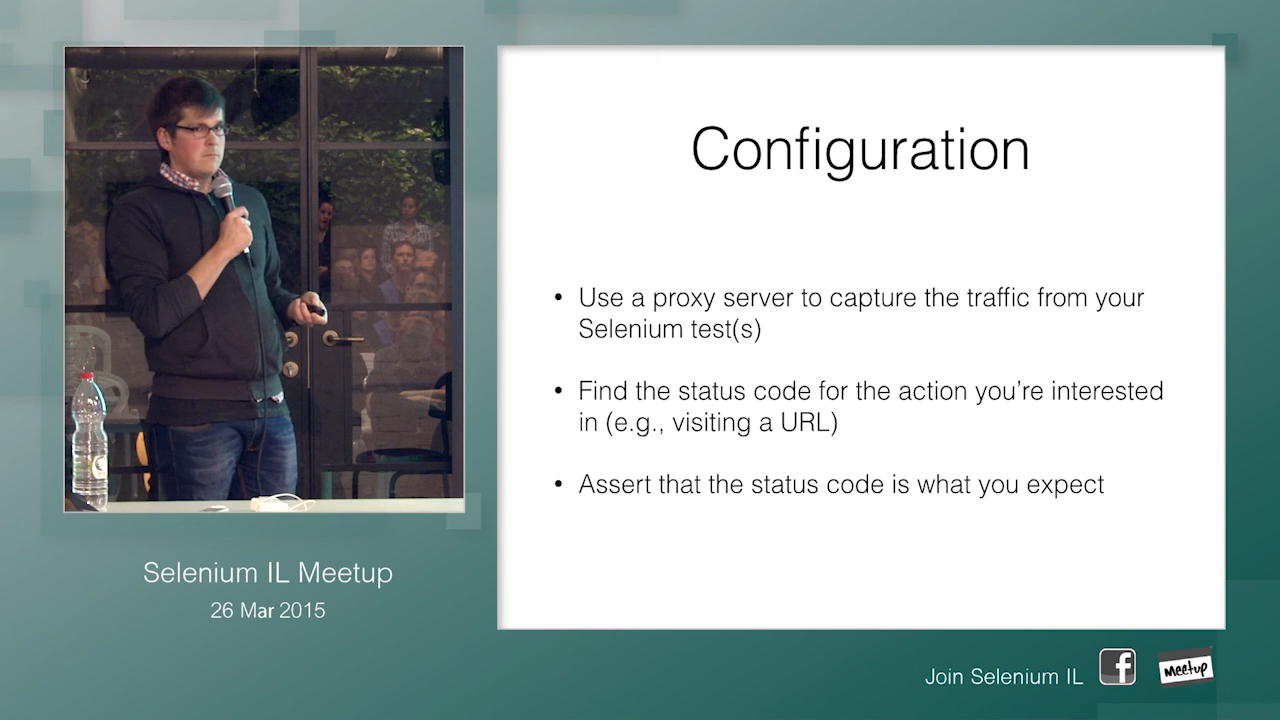 Configuration
• Use a proxy server to capture the traffic from your
Selenium test(s)
• Find the status code for the action you're interested
in (e.g., visiting a URL)
• Assert that the status code is what you expect
Selenium IL Meetup
26 Mar 2015
Join Selenium IL
f
Meetup